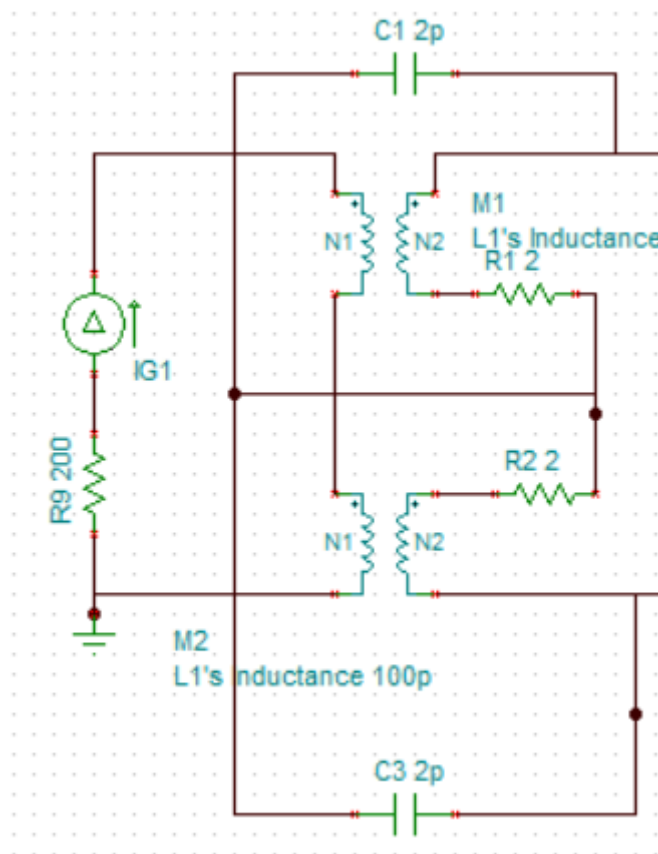 C1 2p
M1
L1's Inductance
N1
N2
R1 2
IG1
R9 200
R2 2
N1
N2
M2
L1's Inductance 100p
C3 2p